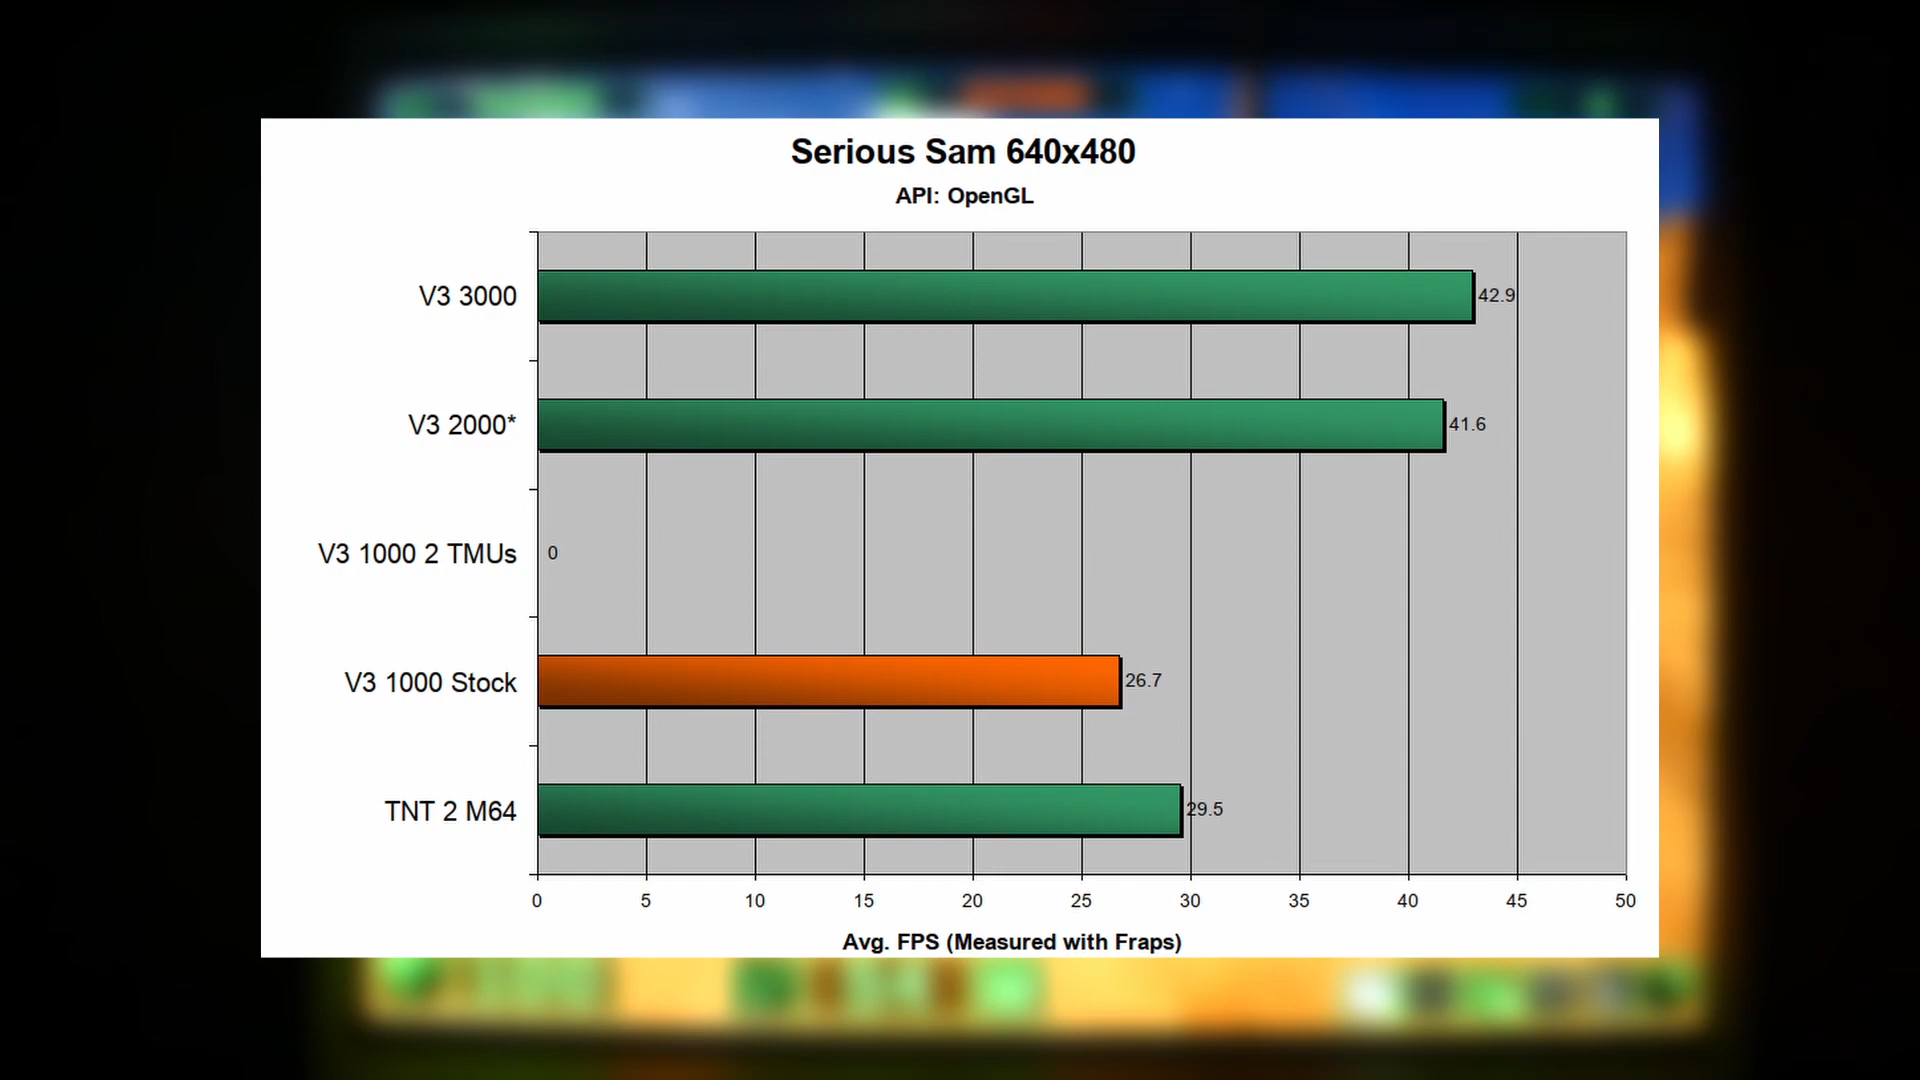 Serious Sam 640x480
API: OpenGL
V3 3000
42.9
V3 2000*
41.6
V3 1000 2 TMUs
0
V3 1000 Stock
26.7
TNT 2 M64
29.5
0 5 10 15 20 25 30 35 40 45 50
Avg. FPS (Measured with Fraps)